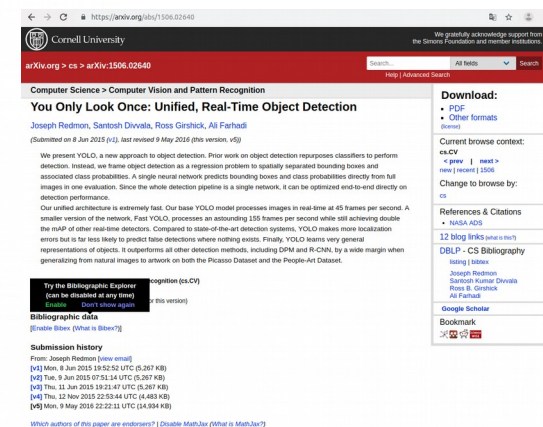 https://arxiv.org/abs/1506.02640
Cornell University
We gratefully acknowledge support from
the Simons Foundation and member institutions.
arXiv.org > cs > arXiv:1506.02640
Search...
All fields
Search
Help | Advanced Search
Computer Science > Computer Vision and Pattern Recognition
You Only Look Once: Unified, Real-Time Object Detection
Joseph Redmon, Santosh Divvala, Ross Girshick, Ali Farhadi
(Submitted on 8 Jun 2015 (v1), last revised 9 May 2016 (this version, v5))
We present YOLO, a new approach to object detection. Prior work on object detection repurposes classifiers to perform
detection. Instead, we frame object detection as a regression problem to spatially separated bounding boxes and
associated class probabilities. A single neural network predicts bounding boxes and class probabilities directly from full
images in one evaluation. Since the whole detection pipeline is a single network, it can be optimized end-to-end directly on
detection performance.
Our unified architecture is extremely fast. Our base YOLO model processes images in real-time at 45 frames per second. A
smaller version of the network, Fast YOLO, processes an astounding 155 frames per second while still achieving double
the mAP of other real-time detectors. Compared to state-of-the-art detection systems, YOLO makes more localization
errors but is far less likely to predict false detections where nothing exists. Finally, YOLO learns very general
representations of objects. It outperforms all other detection methods, including DPM and R-CNN, by a wide margin when
generalizing from natural images to artwork on both the Picasso Dataset and the People-Art Dataset.
Try the Bibliographic Explorer
(can be disabled at any time)
Enable Don't show again
ecognition (cs.CV)
or this version)
Bibliographic data
[Enable Bibex (What is Bibex?)]
Submission history
From: Joseph Redmon [view email]
[v1] Mon, 8 Jun 2015 19:52:52 UTC (5,267 KB)
[v2] Tue, 9 Jun 2015 07:51:14 UTC (5,267 KB)
[v3] Thu, 11 Jun 2015 19:21:47 UTC (5,267 KB)
[v4] Thu, 12 Nov 2015 22:53:44 UTC (4,483 KB)
[v5] Mon, 9 May 2016 22:22:11 UTC (14,934 KB)
Which authors of this paper are endorsers? | Disable MathJax (What is MathJax?)
Download:
PDF
Other formats
(license)
Current browse context:
cs.CV
< prev | next >
new | recent | 1506
Change to browse by:
cs
References & Citations
NASA ADS
12 blog links (what is this?)
DBLP - CS Bibliography
listing | bibtex
Joseph Redmon
Santosh Kumar Divvala
Ross B. Girshick
Ali Farhadi
Google Scholar
Bookmark